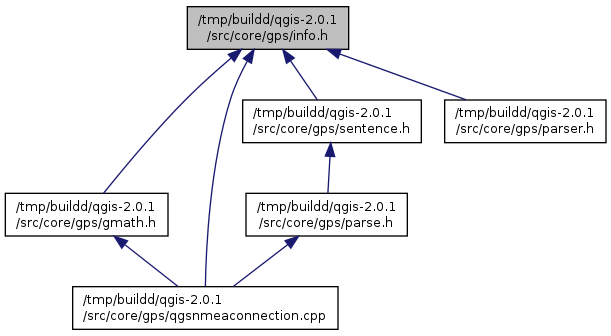 /tmp/buildd/qgis-2.0.1
/src/core/gps/info.h
/tmp/buildd/qgis-2.0.1
/src/core/gps/sentence.h
/tmp/buildd/qgis-2.0.1
/src/core/gps/parser.h
/tmp/buildd/qgis-2.0.1
/src/core/gps/gmath.h
/tmp/buildd/qgis-2.0.1
/src/core/gps/parse.h
/tmp/buildd/qgis-2.0.1
/src/core/gps/qgsnmeaconnection.cpp